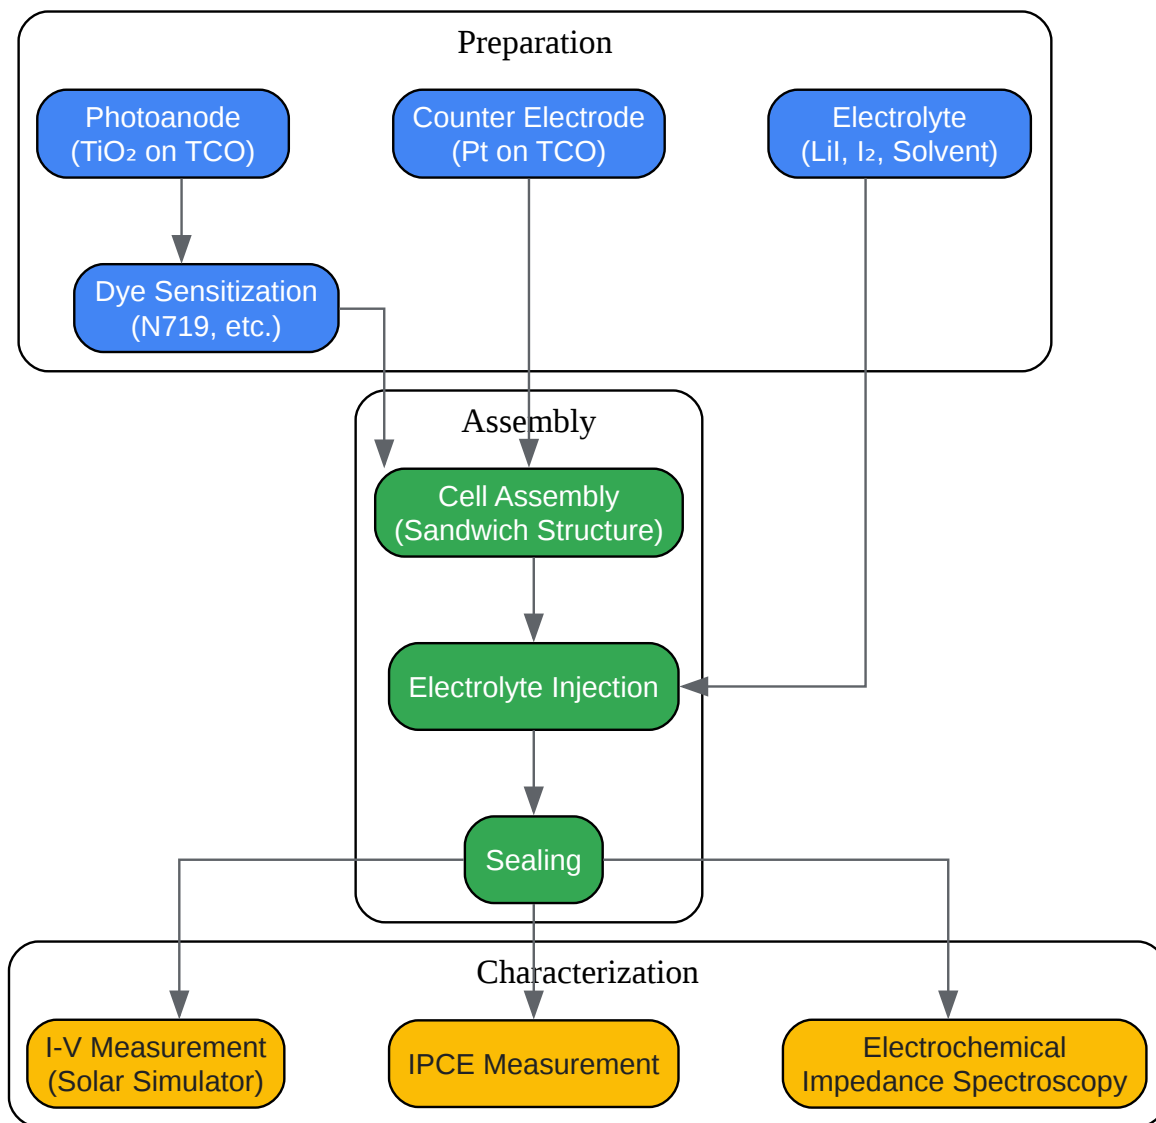 Preparation
Photoanode
(TiO₂ on TCO)
Counter Electrode
(Pt on TCO)
Electrolyte
(LiI, I₂, Solvent)
Dye Sensitization
(N719, etc.)
Assembly
Cell Assembly
(Sandwich Structure)
Electrolyte Injection
Sealing
Characterization
I-V Measurement
(Solar Simulator)
IPCE Measurement
Electrochemical
Impedance Spectroscopy